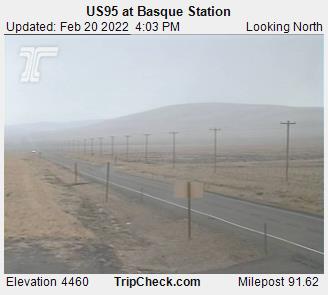 US95 at Basque Station
Updated: Feb 20 2022 4:03 PM Looking North
Elevation 4460 TripCheck.com Milepost 91.62